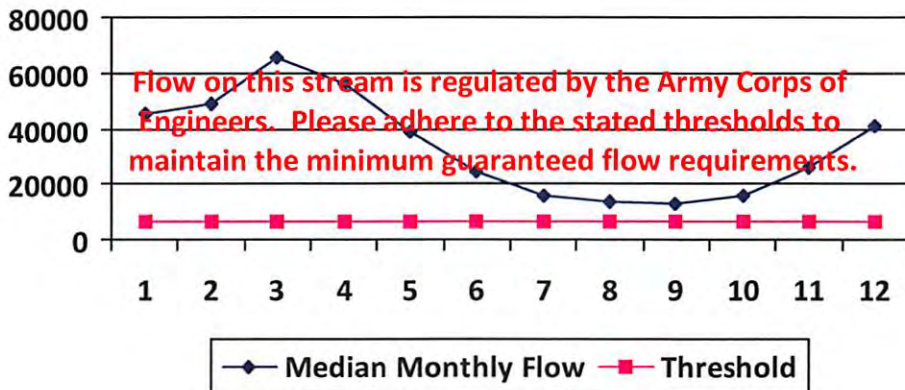 80000
60000
40000
20000
0
Flow on this stream is regulated by the Army Corps of
Engineers. Please adhere to the stated thresholds to
maintain the minimum guaranteed flow requirements.
1 2 3 4 5 6 7 8 9 10 11 12
Median Monthly Flow Threshold